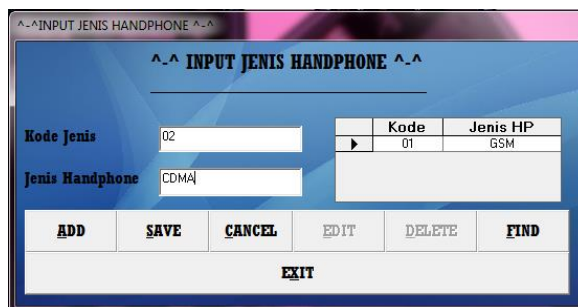 ^-^INPUT JENIS HANDPHONE ^-^
^-^ INPUT JENIS HANDPHONE ^-^
Kode Jenis 02
Jenis Handphone CDMA
Kode Jenis HP
01 GSM
ADD SAVE CANCEL EDIT DELETE FIND
EXIT